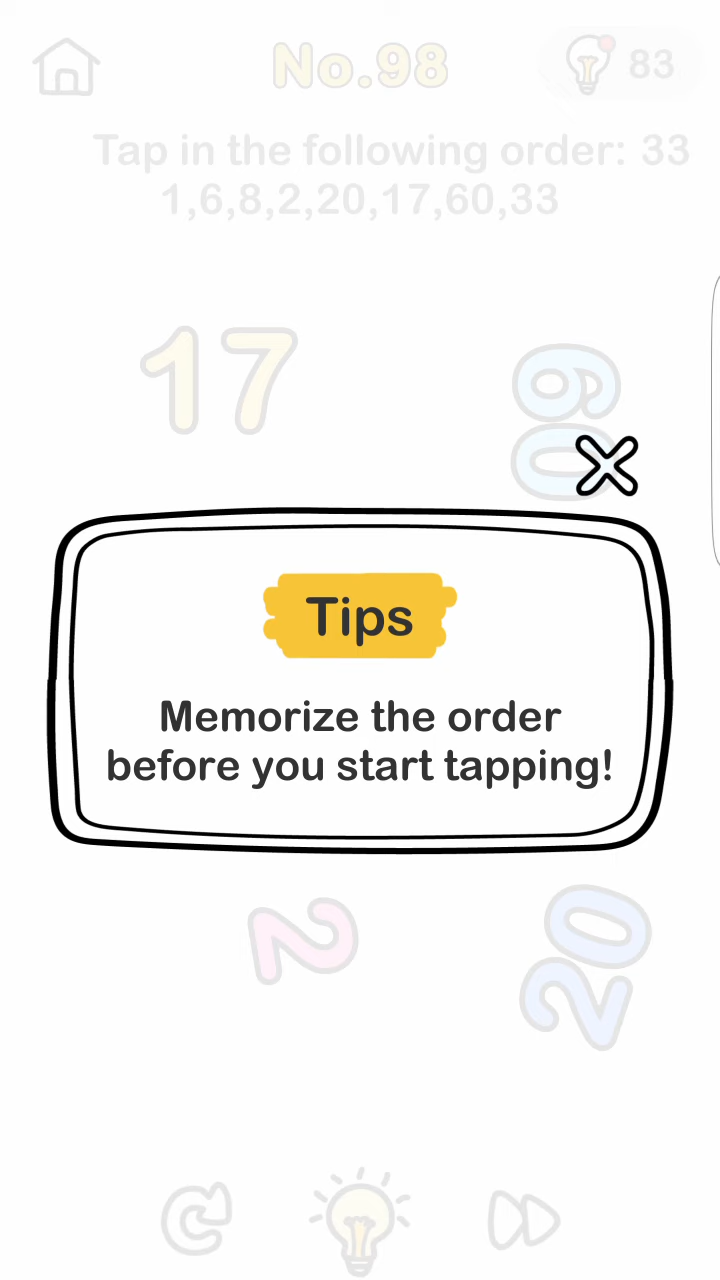 No.98
83
Tap in the following order: 33
1,6,8,2,20,17,60,33
17
60
Tips
Memorize the order
before you start tapping!
2
20